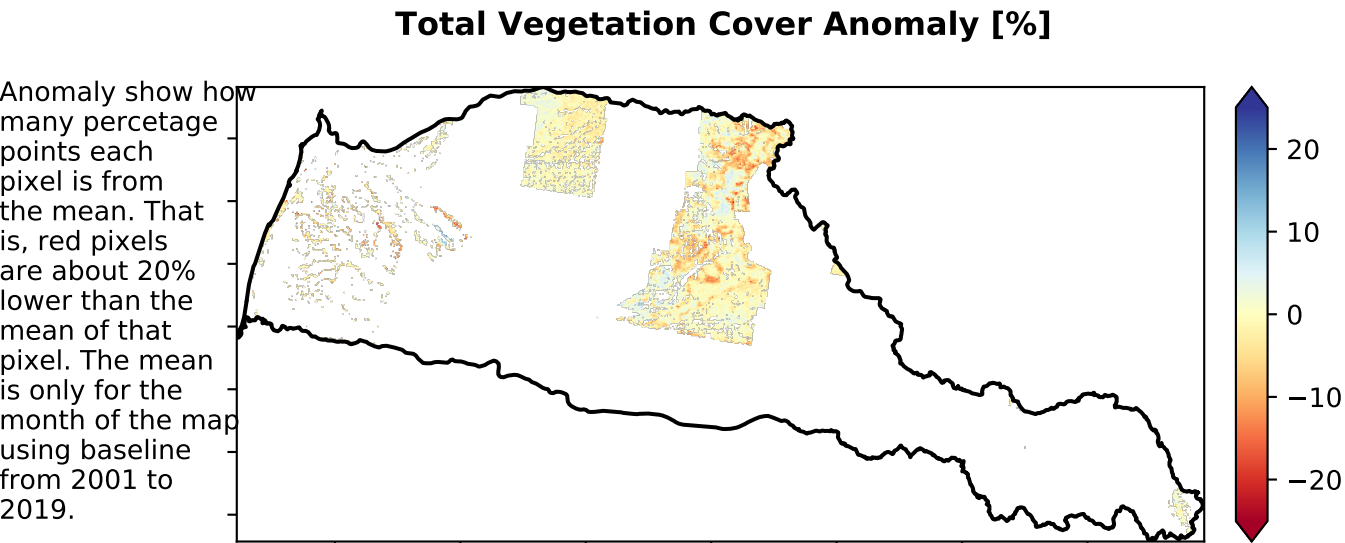 Total Vegetation Cover Anomaly [%]
Anomaly show how
many percetage
points each
pixel is from
the mean. That
is, red pixels
are about 20%
lower than the
mean of that
pixel. The mean
is only for the
month of the map
using baseline
from 2001 to
2019.
20
10
0
−10
−20